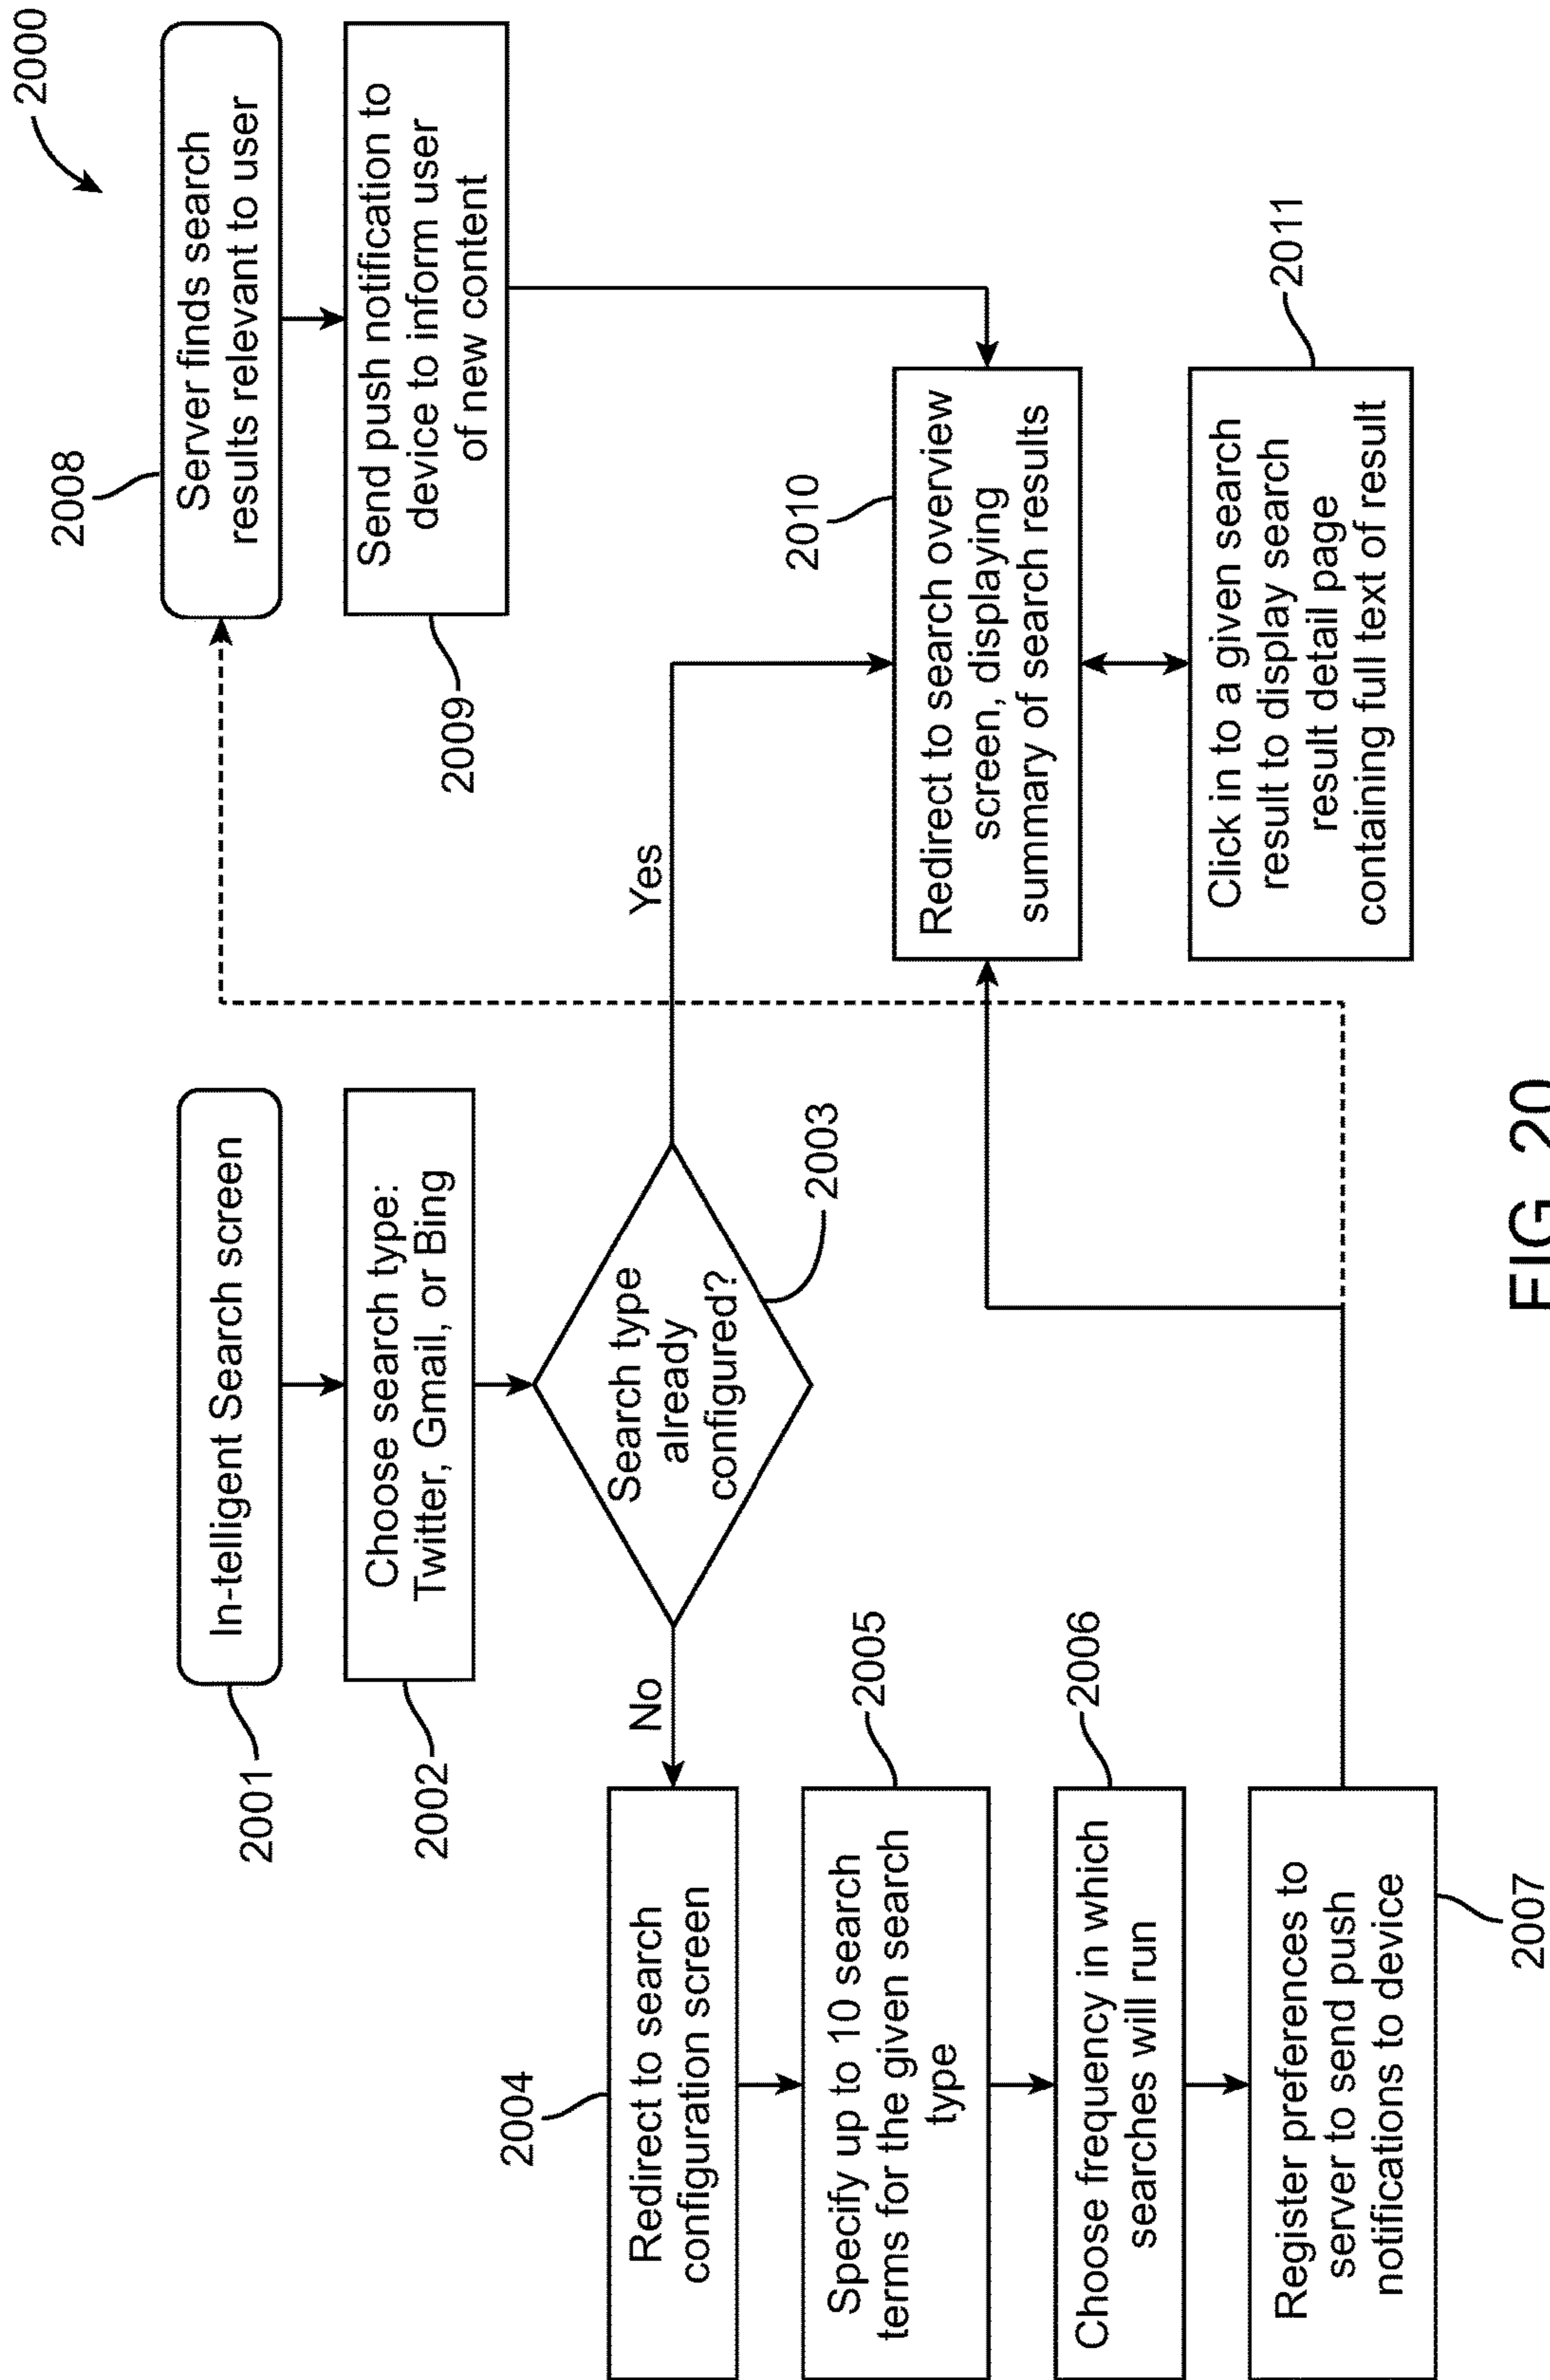 2000
2001
In-telligent Search screen
2002
Choose search type:
Twitter, Gmail, or Bing
2003
Search type
already
configured?
No
Yes
2004
Redirect to search
configuration screen
2005
Specify up to 10 search
terms for the given search
type
2006
Choose frequency in which
searches will run
2007
Register preferences to
server to send push
notifications to device
2008
Server finds search
results relevant to user
2009
Send push notification to
device to inform user
of new content
2010
Redirect to search overview
screen, displaying
summary of search results
2011
Click in to a given search
result to display search
result detail page
containing full text of result
FIG. 20